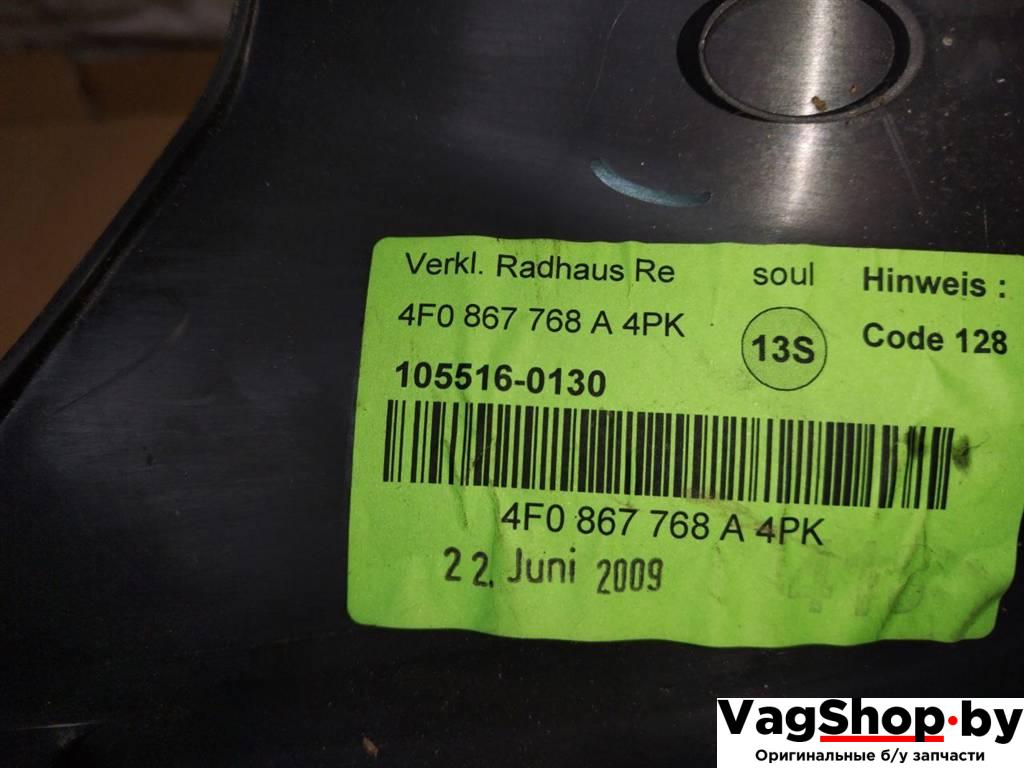 Verkl. Radhaus Re soul Hinweis :
4F0 867 768 A 4PK 13S Code 128
105516-0130
4F0 867 768 A 4PK
22. Juni 2009
VagShop.by
Оригинальные б/у запчасти